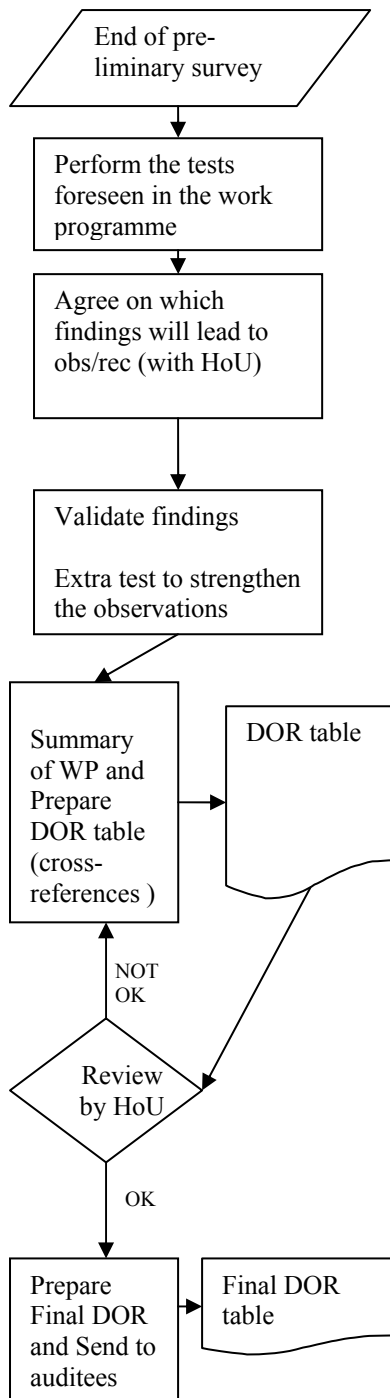 End of pre-
liminary survey
Perform the tests
foreseen in the work
programme
Agree on which
findings will lead to
obs/rec (with HoU)
Validate findings
Extra test to strengthen
the observations
Summary
of WP and
Prepare
DOR table
(cross-
references )
DOR table
NOT
OK
Review
by HoU
OK
Prepare
Final DOR
and Send to
auditees
Final DOR
table